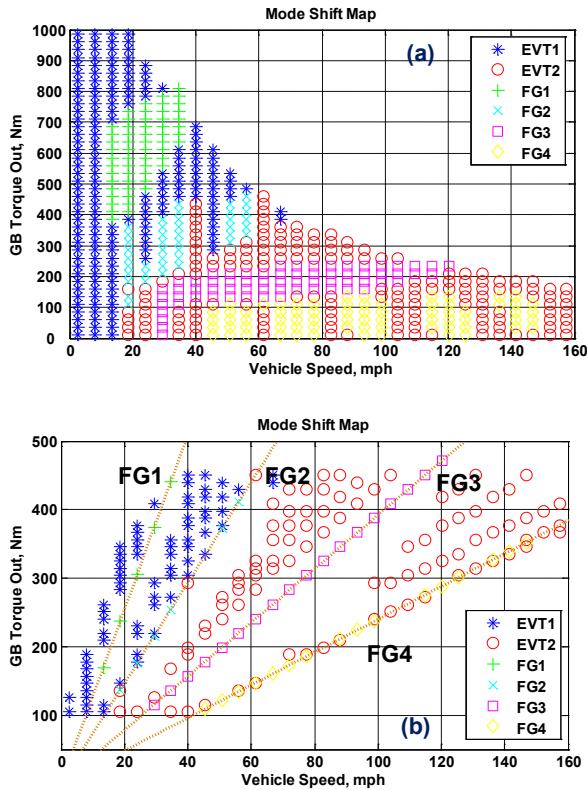 Mode Shift Map
(a)
EVT1
EVT2
FG1
FG2
FG3
FG4
GB Torque Out, Nm
1000
900
800
700
600
500
400
300
200
100
0
0 20 40 60 80 100 120 140 160
Vehicle Speed, mph
Mode Shift Map
FG1
FG2
FG3
FG4
GB Torque Out, Nm
500
400
300
200
100
EVT1
EVT2
FG1
FG2
FG3
FG4
(b)
0 20 40 60 80 100 120 140 160
Vehicle Speed, mph